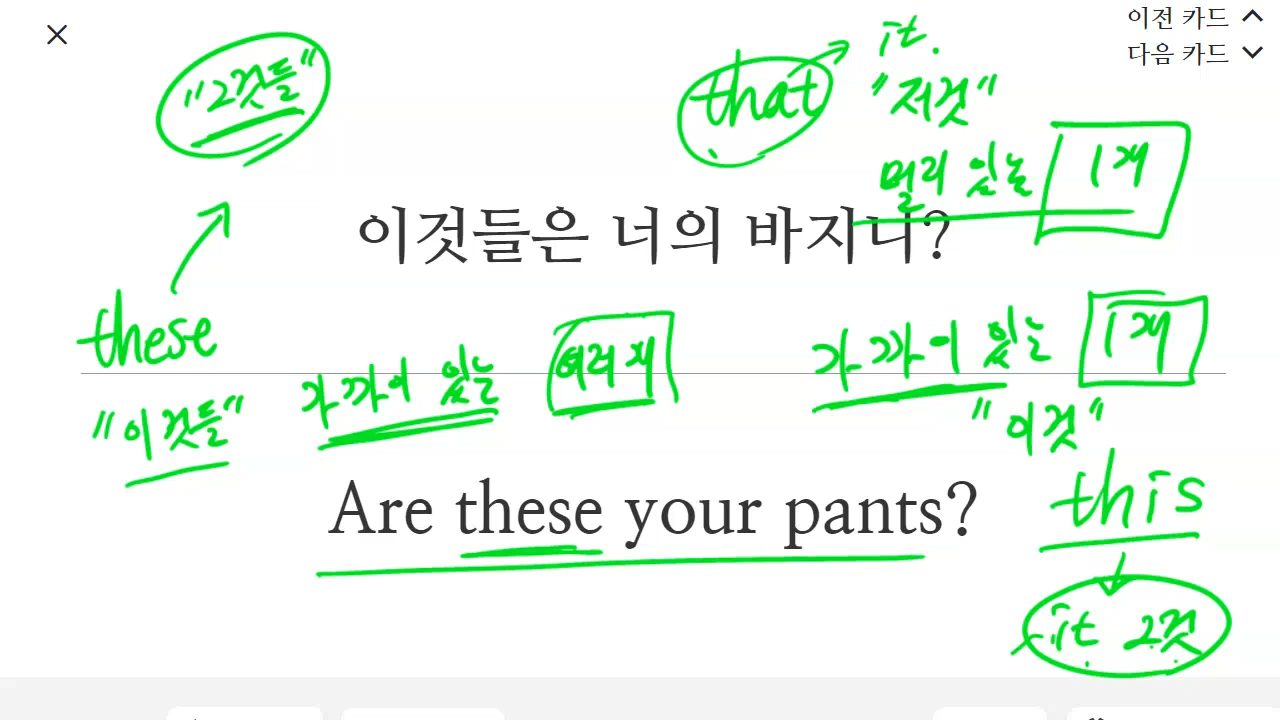 이전 카드
다음 카드
"그것들"
that
it.
"저것"
멀리 있는 1개
이것들은 너의 바지니?
these
"이것들"
가까이 있는 여러 개
가까이 있는 1개
"이것"
Are these your pants?
this
it 그것